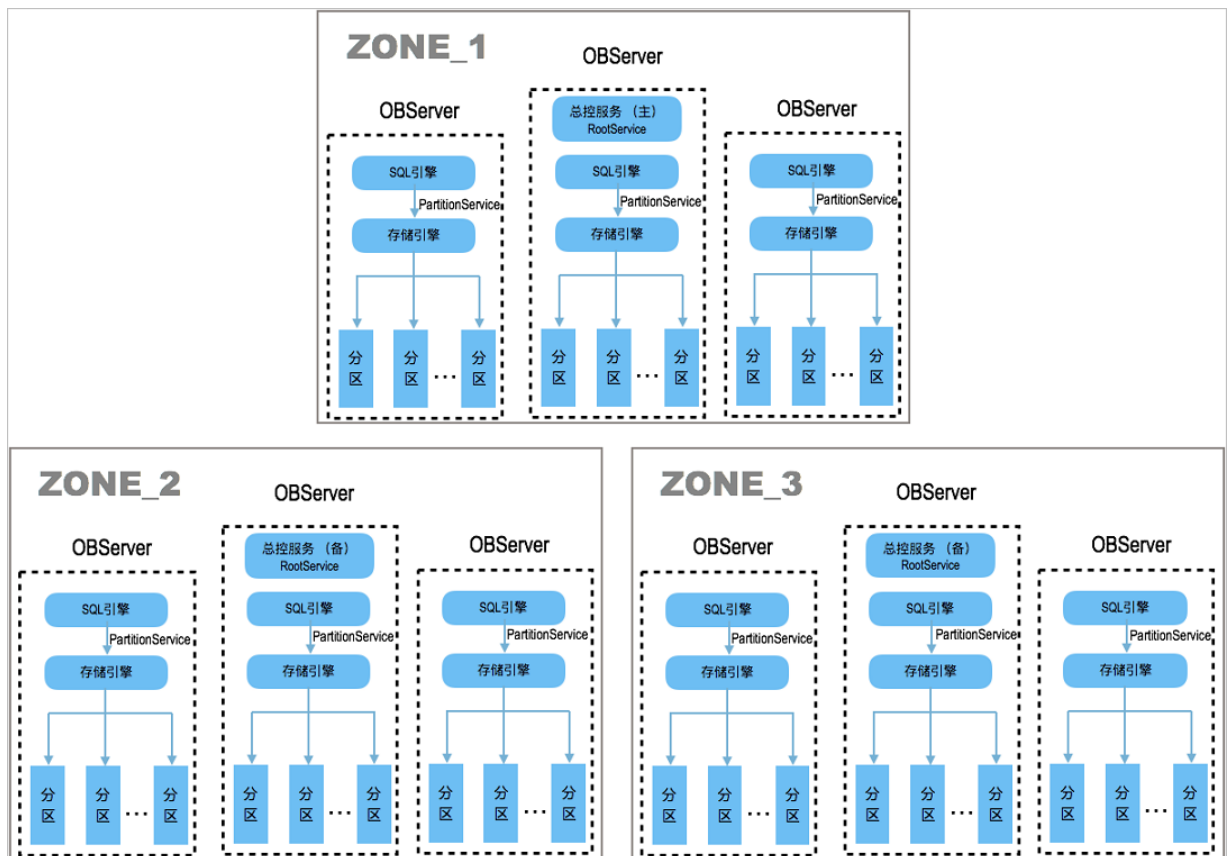 ZONE_1
OBServer
OBServer
OBServer
总控服务 （主）
RootService
SQL引擎
SQL引擎
SQL引擎
PartitionService
PartitionService
PartitionService
存储引擎
存储引擎
存储引擎
分区
分区
...
分区
分区
分区
...
分区
分区
分区
...
分区
ZONE_2
OBServer
OBServer
OBServer
总控服务 （备）
RootService
SQL引擎
SQL引擎
SQL引擎
PartitionService
PartitionService
PartitionService
存储引擎
存储引擎
存储引擎
分区
分区
...
分区
分区
分区
...
分区
分区
分区
...
分区
ZONE_3
OBServer
OBServer
OBServer
总控服务 （备）
RootService
SQL引擎
SQL引擎
SQL引擎
PartitionService
PartitionService
PartitionService
存储引擎
存储引擎
存储引擎
分区
分区
...
分区
分区
分区
...
分区
分区
分区
...
分区